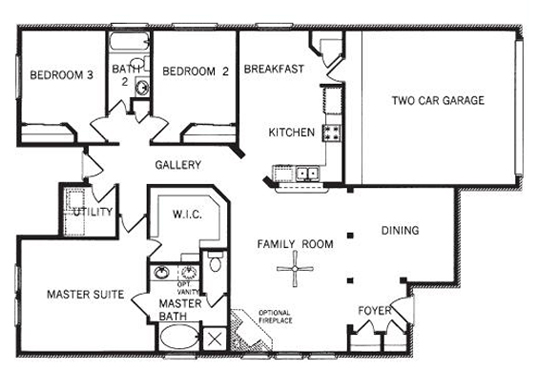 BEDROOM 3
BATH
2
BEDROOM 2
BREAKFAST
TWO CAR GARAGE
KITCHEN
GALLERY
UTILITY
W.I.C.
FAMILY ROOM
DINING
MASTER SUITE
OPT.
VANITY
MASTER
BATH
OPTIONAL
FIREPLACE
FOYER